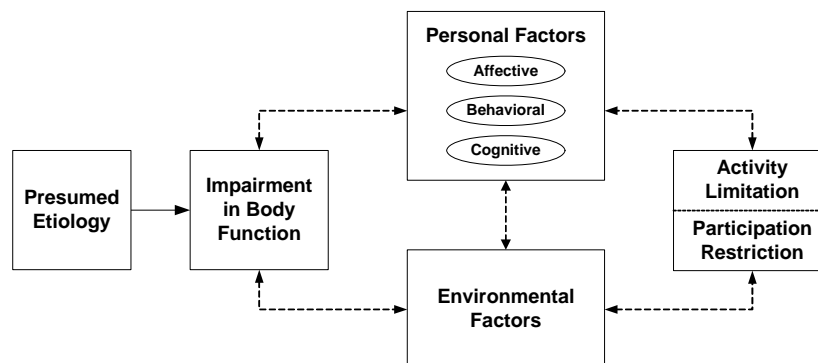 Presumed
Etiology
Impairment
in Body
Function
Personal Factors
Affective
Behavioral
Cognitive
Environmental
Factors
Activity
Limitation
Participation
Restriction